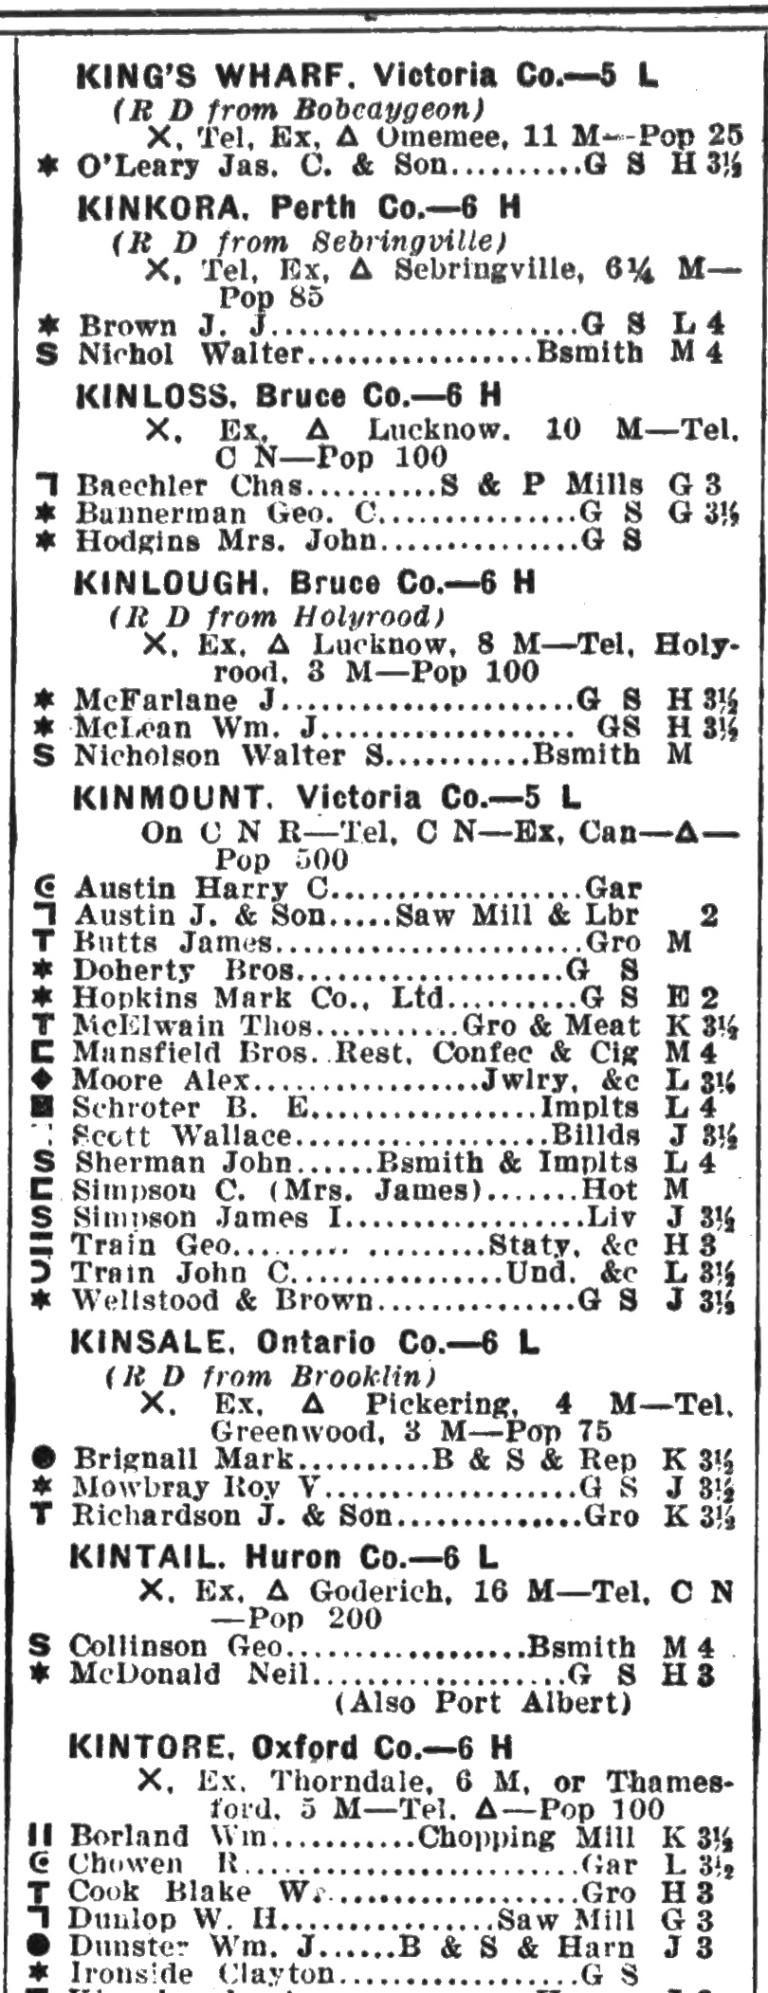 KING'S WHARF, Victoria Co.—5 L
(R D from Bobcaygeon)
✕, Tel, Ex, Δ Omemee, 11 M—Pop 25
✶ O'Leary Jas. C. & Son..........G S H 3½
KINKORA, Perth Co.—6 H
(R D from Sebringville)
✕, Tel, Ex, Δ Sebringville, 6¼ M—
Pop 85
✶ Brown J. J.......................G S L 4
S Nichol Walter.................Bsmith M 4
KINLOSS, Bruce Co.—6 H
✕, Ex, Δ Lucknow, 10 M—Tel,
C N—Pop 100
Baechler Chas..........S & P Mills G 3
✶ Bannerman Geo. C...............G S G 3½
✶ Hodgins Mrs. John...............G S
KINLOUGH, Bruce Co.—6 H
(R D from Holyrood)
✕, Ex, Δ Lucknow, 8 M—Tel, Holy-
rood, 3 M—Pop 100
✶ McFarlane J......................G S H 3½
✶ McLean Wm. J.................... GS H 3½
S Nicholson Walter S...........Bsmith M
KINMOUNT, Victoria Co.—5 L
On C N R—Tel, C N—Ex, Can—Δ—
Pop 500
Austin Harry C...................Gar
Austin J. & Son.....Saw Mill & Lbr 2
T Butts James.......................Gro M
✶ Doherty Bros....................G S
✶ Hopkins Mark Co., Ltd..........G S E 2
T McElwain Thos...........Gro & Meat K 3½
Mansfield Bros..Rest, Confec & Cig M 4
◆ Moore Alex.................Jwlry, &c L 3½
Schroter B. E.................Implts L 4
Scott Wallace...................Billds J 3½
S Sherman John......Bsmith & Implts L 4
Simpson C. (Mrs. James).......Hot M
S Simpson James I..................Liv J 3½
Train Geo..................Staty, &c H 3
Train John C................Und, &c L 3½
✶ Wellstood & Brown...............G S J 3½
KINSALE, Ontario Co.—6 L
(R D from Brooklin)
✕, Ex, Δ Pickering, 4 M—Tel,
Greenwood, 3 M—Pop 75
● Brignall Mark..........B & S & Rep K 3½
✶ Mowbray Roy V...................G S J 3½
T Richardson J. & Son..............Gro K 3½
KINTAIL, Huron Co.—6 L
✕, Ex, Δ Goderich, 16 M—Tel, C N
—Pop 200
S Collinson Geo..................Bsmith M 4
✶ McDonald Neil...................G S H 3
(Also Port Albert)
KINTORE, Oxford Co.—6 H
✕, Ex, Thorndale, 6 M, or Thames-
ford, 5 M—Tel, Δ—Pop 100
Borland Wm...........Chopping Mill K 3½
Chowen R.........................Gar L 3½
T Cook Blake W...................Gro H 3
Dunlop W. H................Saw Mill G 3
● Dunster Wm. J......B & S & Harn J 3
✶ Ironside Clayton..................G S